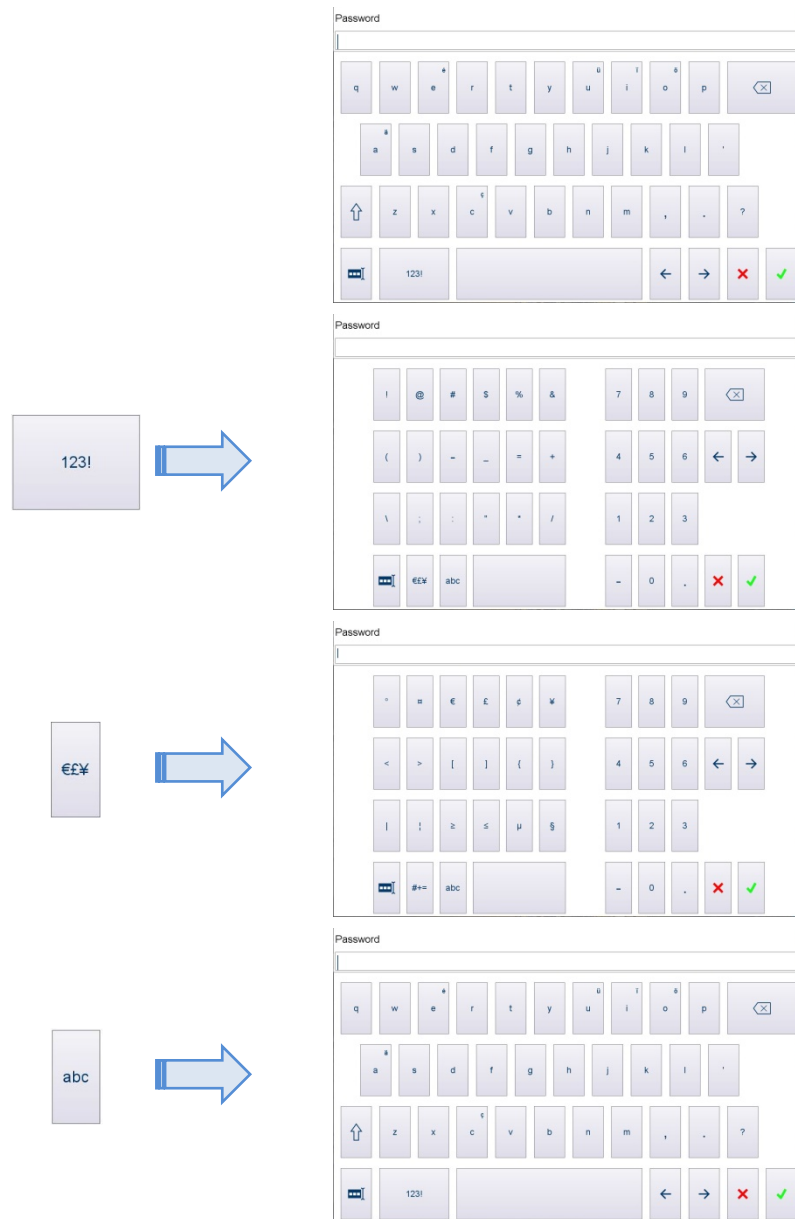 Password
q w e é r t y u ü i î o ô p
a s d f g h j k l '
z x c ç v b n m , . ?
123!
Password
! @ # $ % & 7 8 9
123!
( ) - _ = + 4 5 6
\ ; : " * / 1 2 3
€£¥ abc - 0 .
Password
° ¤ € £ ¢ ¥ 7 8 9
€£¥
< > [ ] { } 4 5 6
| ¦ ≥ ≤ µ § 1 2 3
#+= abc - 0 .
Password
q w e r t y u i o p
abc
a s d f g h j k l '
z x c ç v b n m , . ?
123!